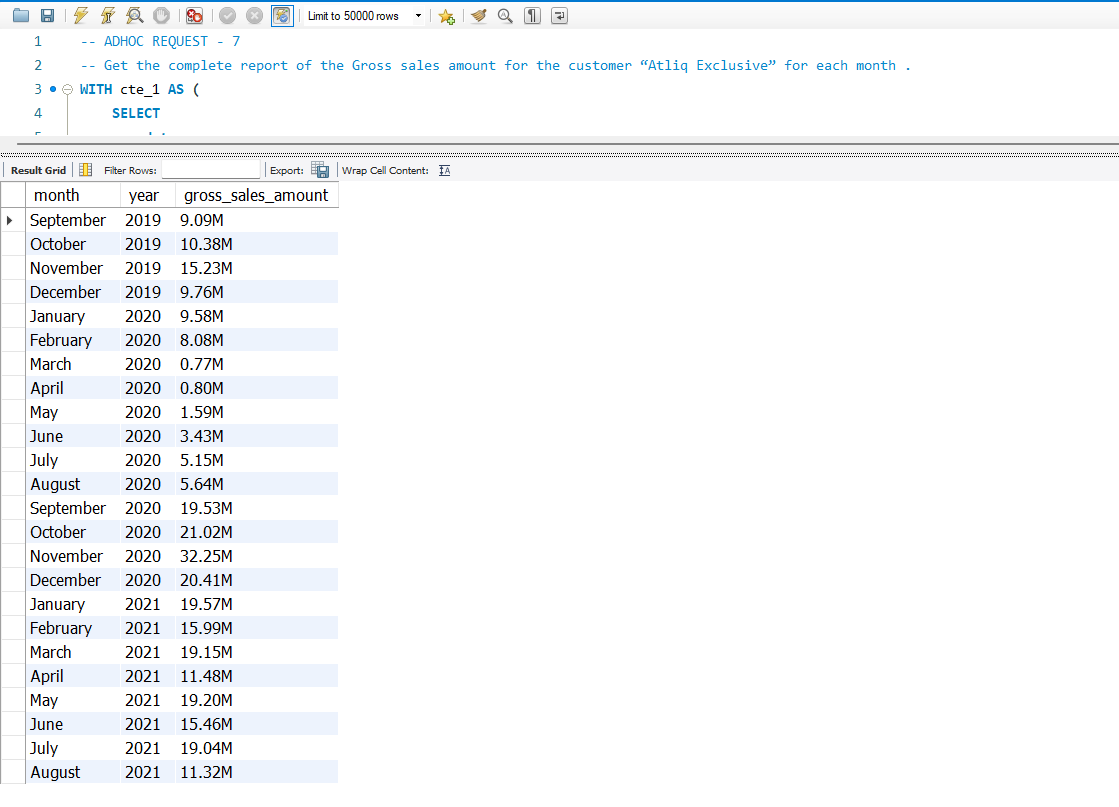 Limit to 50000 rows
1 -- ADHOC REQUEST - 7
2 -- Get the complete report of the Gross sales amount for the customer “Atliq Exclusive” for each month .
3 WITH cte_1 AS (
4 SELECT
Result Grid Filter Rows: Export: Wrap Cell Content:
month year gross_sales_amount
September 2019 9.09M
October 2019 10.38M
November 2019 15.23M
December 2019 9.76M
January 2020 9.58M
February 2020 8.08M
March 2020 0.77M
April 2020 0.80M
May 2020 1.59M
June 2020 3.43M
July 2020 5.15M
August 2020 5.64M
September 2020 19.53M
October 2020 21.02M
November 2020 32.25M
December 2020 20.41M
January 2021 19.57M
February 2021 15.99M
March 2021 19.15M
April 2021 11.48M
May 2021 19.20M
June 2021 15.46M
July 2021 19.04M
August 2021 11.32M